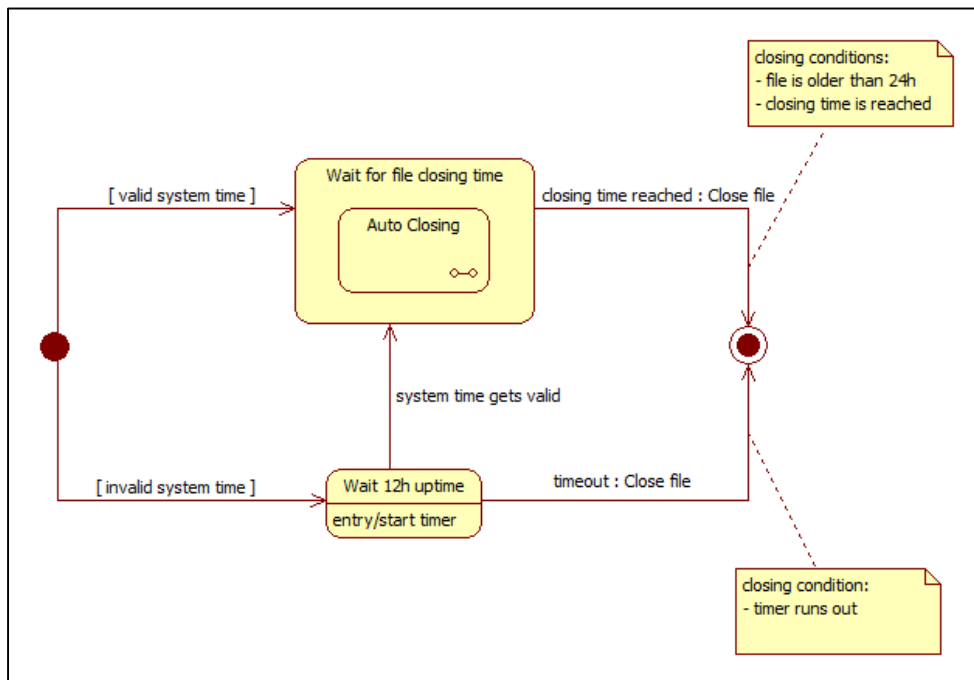 closing conditions:
- file is older than 24h
- closing time is reached
Wait for file closing time
[ valid system time ]
closing time reached : Close file
Auto Closing
system time gets valid
[ invalid system time ]
Wait 12h uptime
timeout : Close file
entry/start timer
closing condition:
- timer runs out